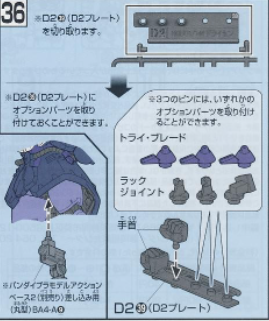 36
※D2㊴(D2プレート)
を切り取ります。
※D2㊴(D2プレート)に
オプションパーツを取り
付けておくことができます。
※3つのピンには、いずれかの
オプションパーツを取り付け
ることができます。
トライ・ブレード
ラック
ジョイント
手首
※バンダイプラモデルアクション
ベース2(別売り)差し込み用
(丸型)BA4-A⑨
D2㊴(D2プレート)